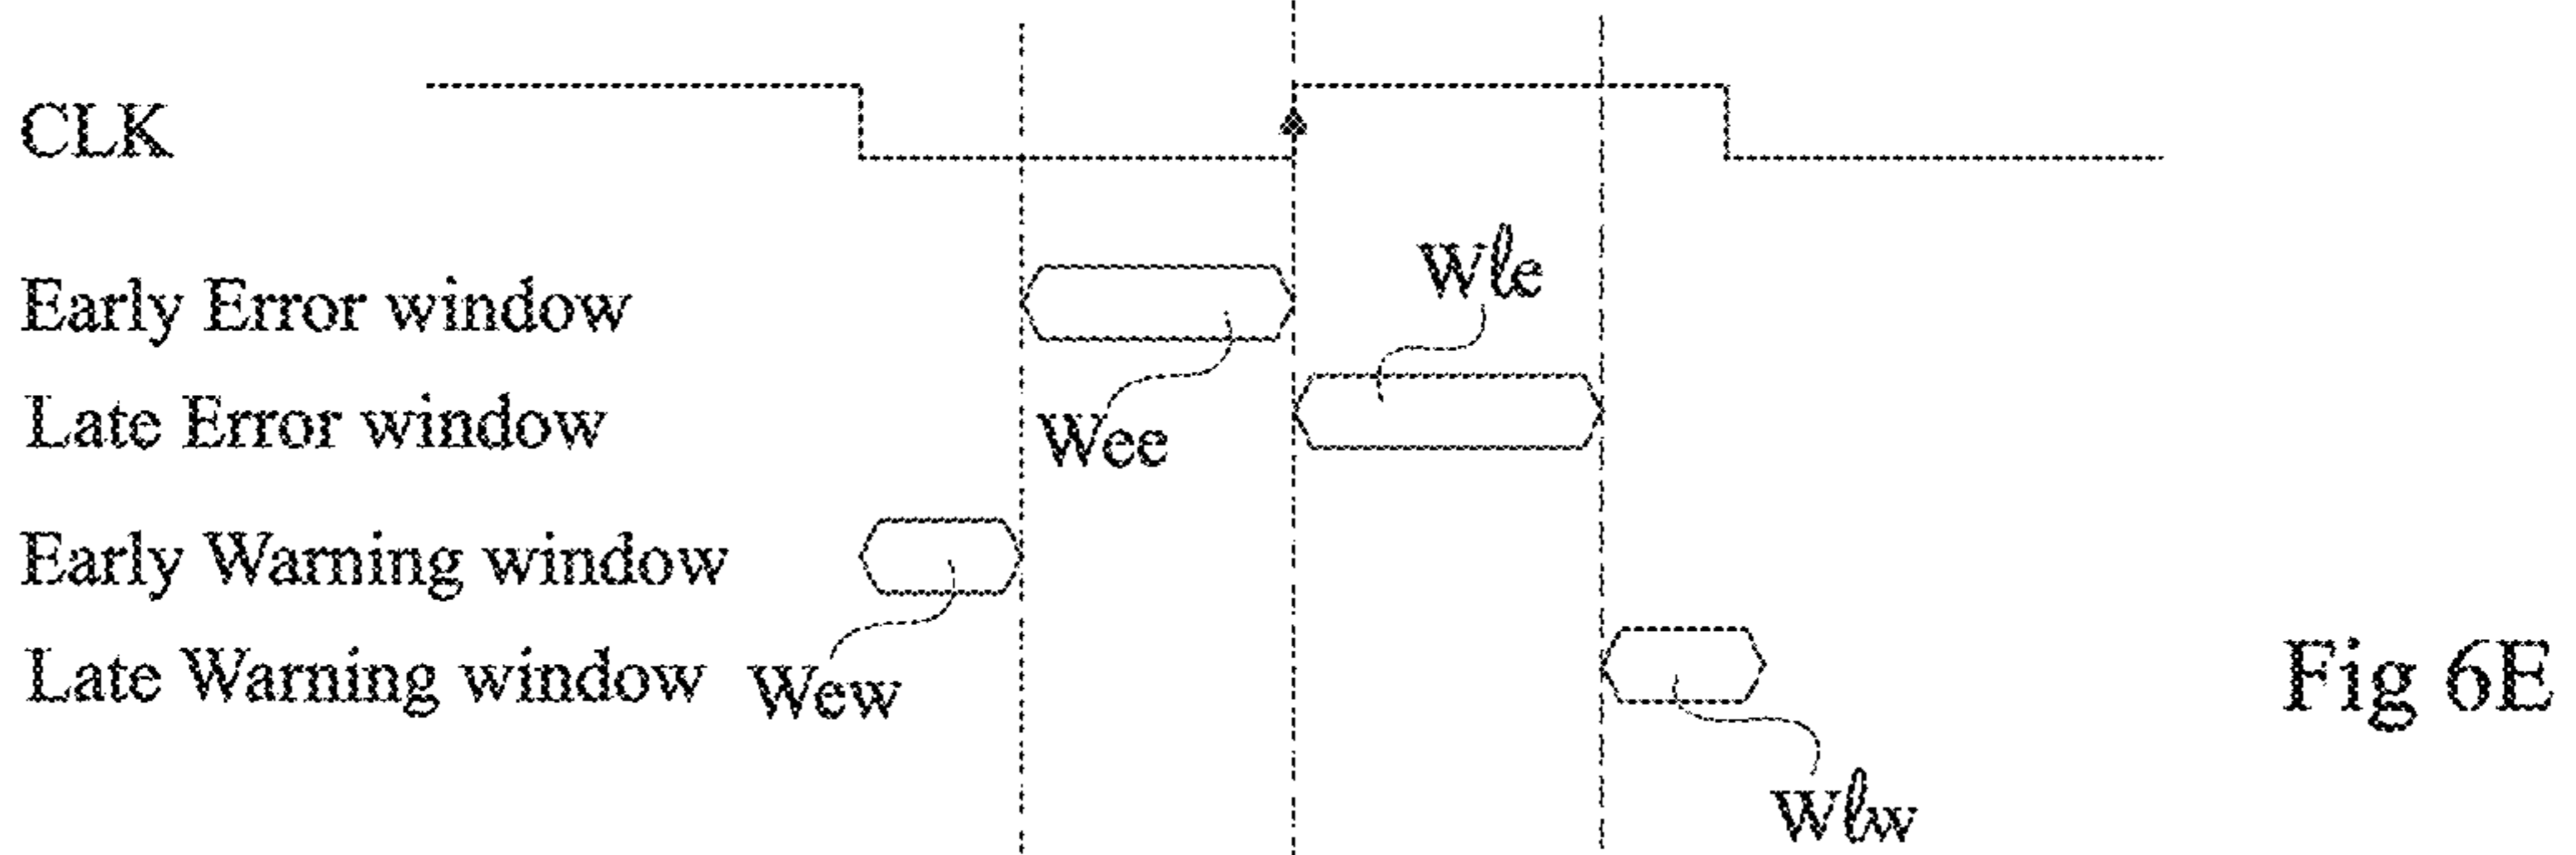 CLK
Early Error window
Wℓe
Late Error window
Wee
Early Warning window
Late Warning window
Wew
Fig 6E
Wℓw